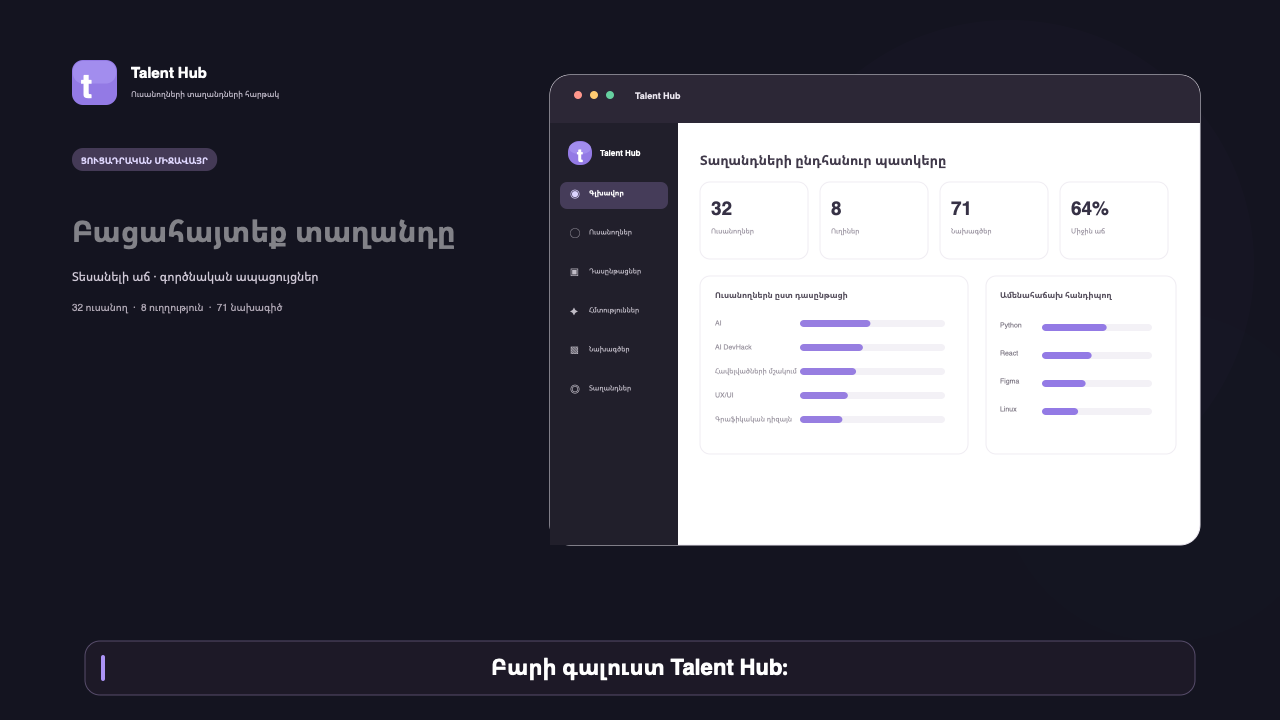 Talent Hub
Ուսանողների տաղանդների հարթակ
ՑՈՒՑԱԴՐԱԿԱՆ ՄԻՋԱՎԱՅՐ
Բացահայտեք տաղանդը
Տեսանելի աճ · գործնական ապացույցներ
32 ուսանող · 8 ուղղություն · 71 նախագիծ
Talent Hub
Talent Hub
Գլխավոր
Ուսանողներ
Դասընթացներ
Հմտություններ
Նախագծեր
Տաղանդներ
Տաղանդների ընդհանուր պատկերը
32
Ուսանողներ
8
Ուղիներ
71
Նախագծեր
64%
Միջին աճ
Ուսանողներն ըստ դասընթացի
AI
AI DevHack
Հավելվածների մշակում
UX/UI
Գրաֆիկական դիզայն
Ամենահաճախ հանդիպող
Python
React
Figma
Linux
Բարի գալուստ Talent Hub: